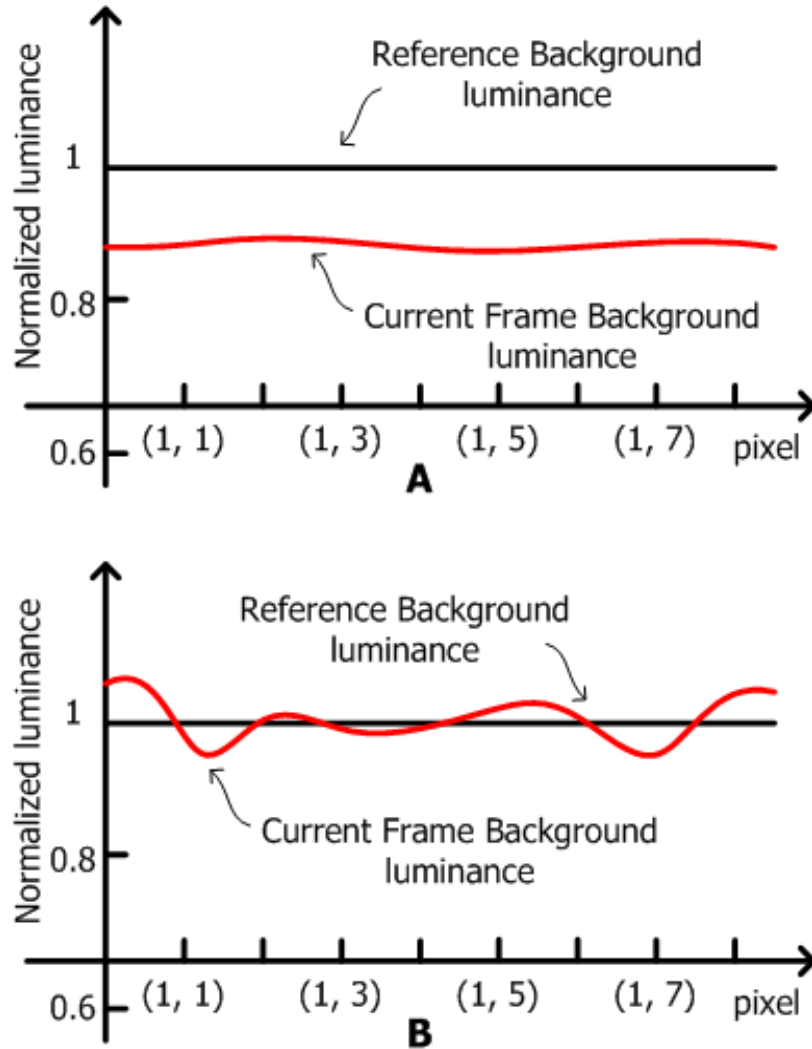 Normalized luminance
Reference Background
luminance
1
Current Frame Background
luminance
0.8
0.6
(1, 1) (1, 3) (1, 5) (1, 7) pixel
A
Normalized luminance
Reference Background
luminance
1
Current Frame Background
luminance
0.8
0.6
(1, 1) (1, 3) (1, 5) (1, 7) pixel
B